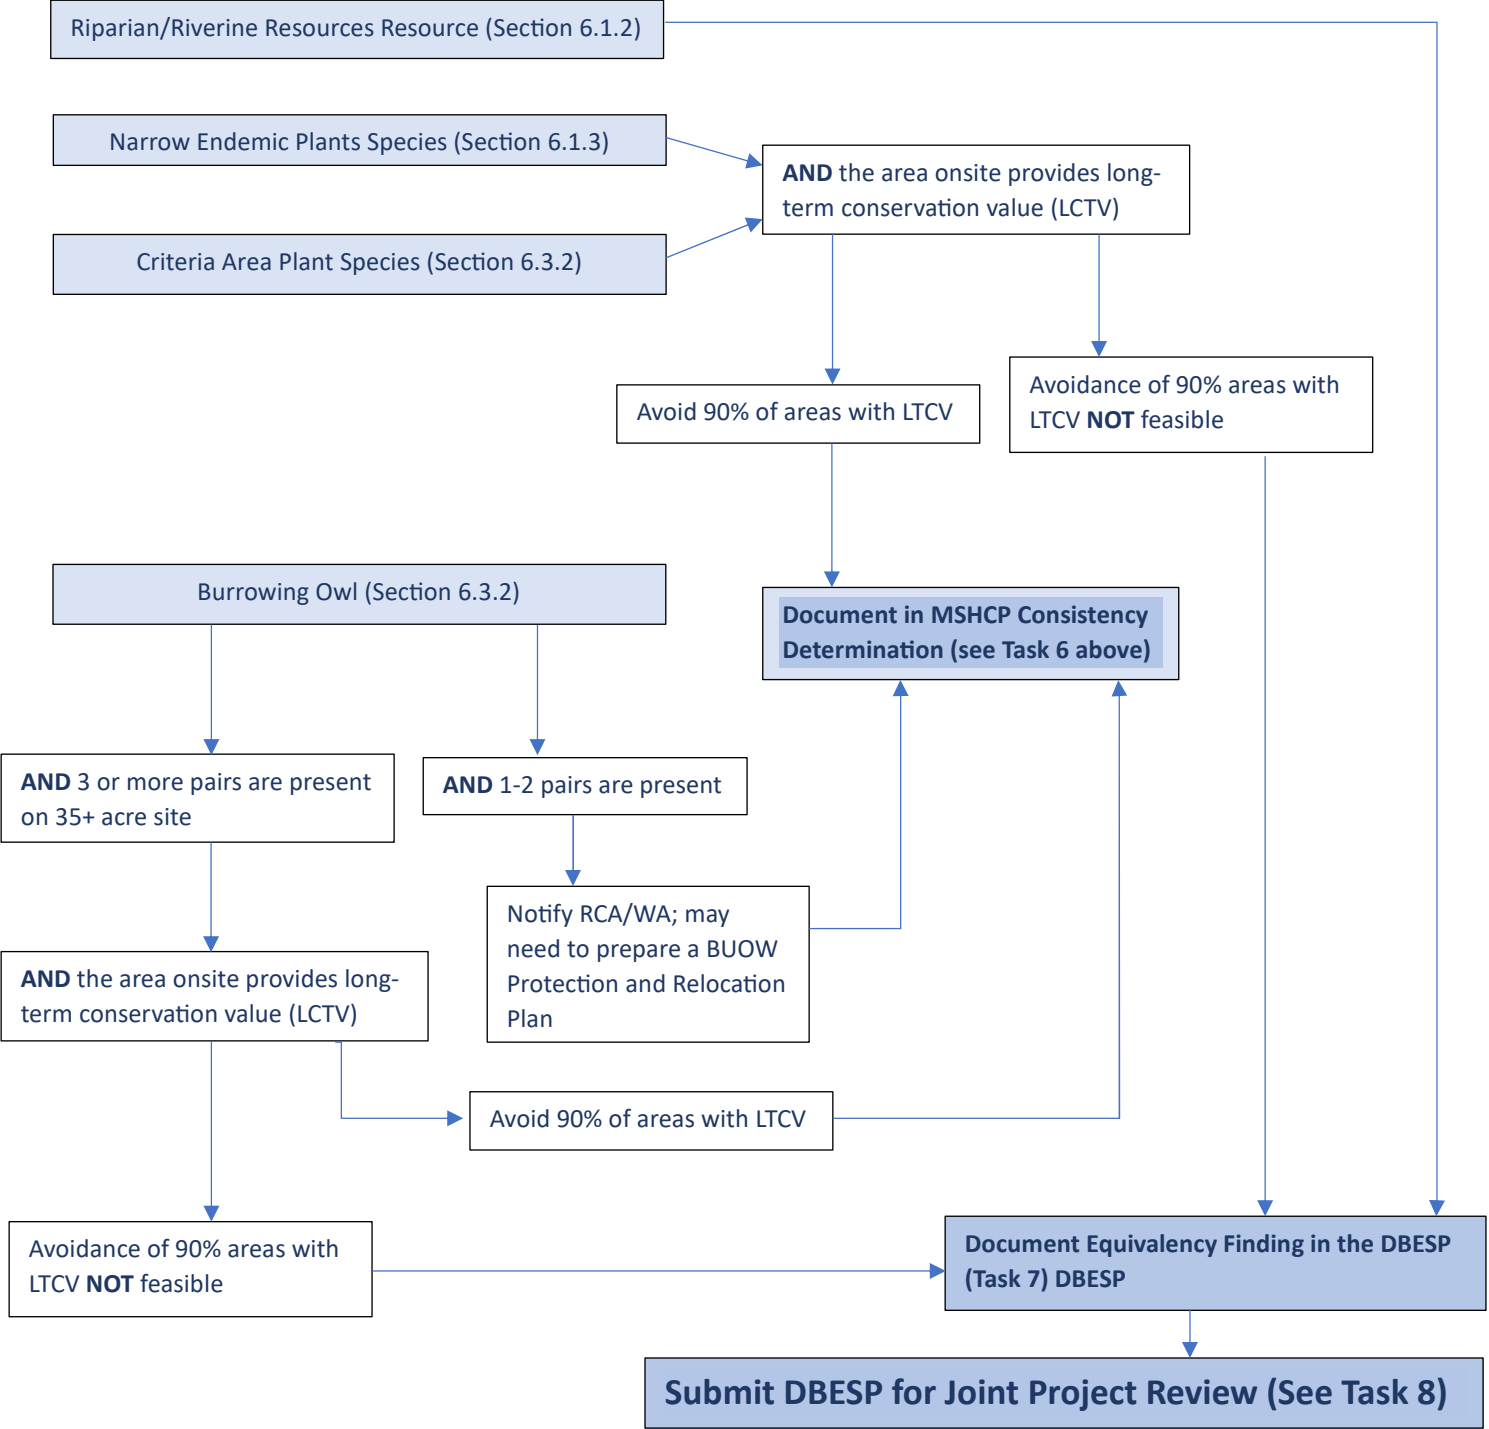 Riparian/Riverine Resources Resource (Section 6.1.2)
Narrow Endemic Plants Species (Section 6.1.3)
AND the area onsite provides long-
term conservation value (LCTV)
Criteria Area Plant Species (Section 6.3.2)
Avoid 90% of areas with LTCV
Avoidance of 90% areas with
LTCV NOT feasible
Burrowing Owl (Section 6.3.2)
Document in MSHCP Consistency
Determination (see Task 6 above)
AND 3 or more pairs are present
on 35+ acre site
AND 1-2 pairs are present
Notify RCA/WA; may
need to prepare a BUOW
Protection and Relocation
Plan
AND the area onsite provides long-
term conservation value (LCTV)
Avoid 90% of areas with LTCV
Avoidance of 90% areas with
LTCV NOT feasible
Document Equivalency Finding in the DBESP
(Task 7) DBESP
Submit DBESP for Joint Project Review (See Task 8)